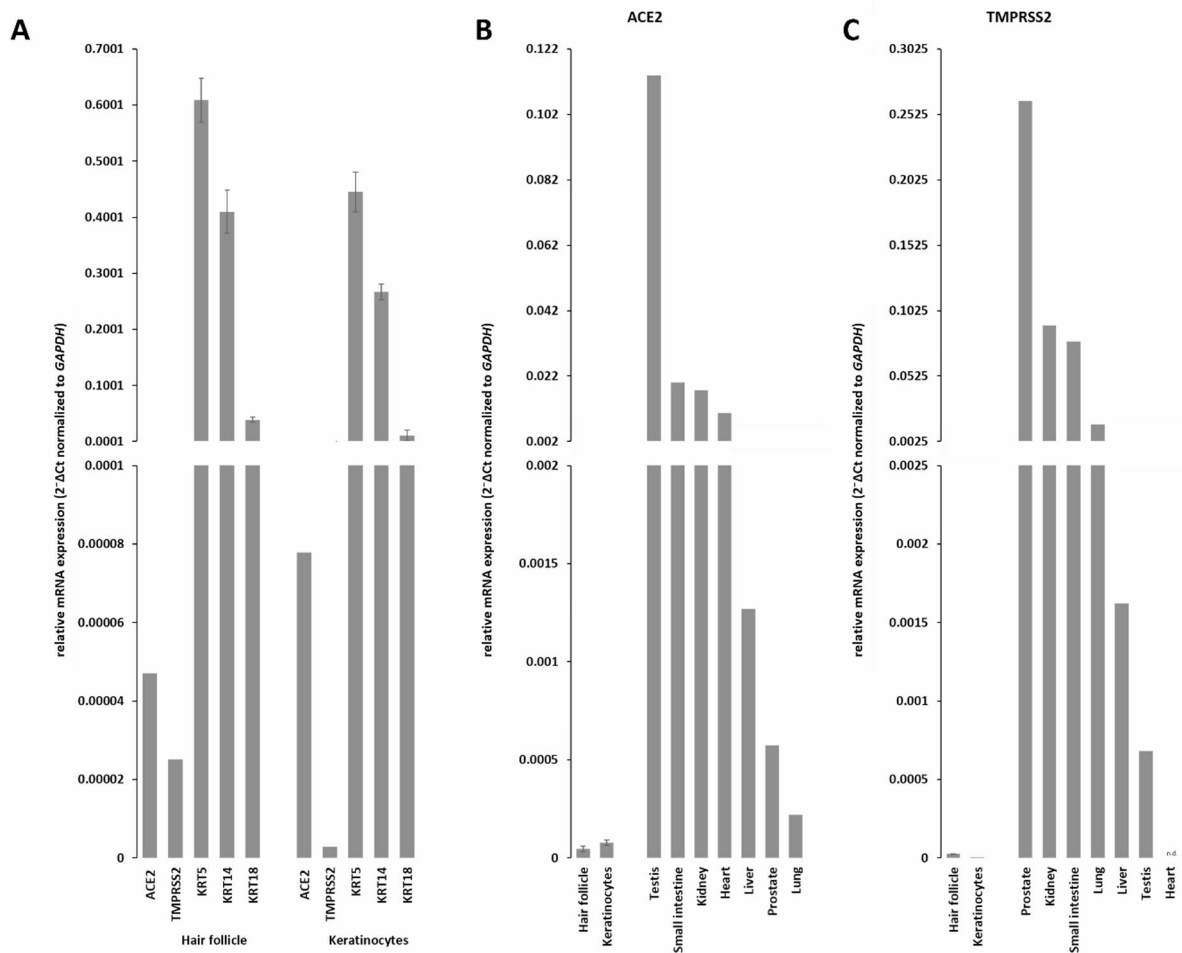 ACE2
TMPRSS2
A
B
C
relative mRNA expression (2⁻ΔCt normalized to GAPDH)
0.7001
0.6001
0.5001
0.4001
0.3001
0.2001
0.1001
0.0001
0.0001
0.00008
0.00006
0.00004
0.00002
0
ACE2
TMPRSS2
KRT5
KRT14
KRT18
ACE2
TMPRSS2
KRT5
KRT14
KRT18
Hair follicle
Keratinocytes
relative mRNA expression (2⁻ΔCt normalized to GAPDH)
0.122
0.102
0.082
0.062
0.042
0.022
0.002
0.002
0.0015
0.001
0.0005
0
Hair follicle
Keratinocytes
Testis
Small intestine
Kidney
Heart
Liver
Prostate
Lung
relative mRNA expression (2⁻ΔCt normalized to GAPDH)
0.3025
0.2525
0.2025
0.1525
0.1025
0.0525
0.0025
0.0025
0.002
0.0015
0.001
0.0005
0
n.d.
Hair follicle
Keratinocytes
Prostate
Kidney
Small intestine
Lung
Liver
Testis
Heart